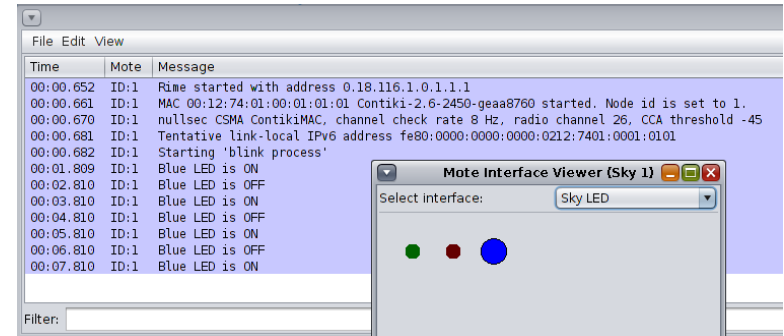 File Edit View
Time Mote Message
00:00.652 ID:1 Rime started with address 0.18.116.1.0.1.1.1
00:00.661 ID:1 MAC 00:12:74:01:00:01:01:01 Contiki-2.6-2450-geaa8760 started. Node id is set to 1.
00:00.670 ID:1 nullsec CSMA ContikiMAC, channel check rate 8 Hz, radio channel 26, CCA threshold -45
00:00.681 ID:1 Tentative link-local IPv6 address fe80:0000:0000:0000:0212:7401:0001:0101
00:00.682 ID:1 Starting 'blink process'
00:01.809 ID:1 Blue LED is ON
00:02.810 ID:1 Blue LED is OFF
00:03.810 ID:1 Blue LED is ON
00:04.810 ID:1 Blue LED is OFF
00:05.810 ID:1 Blue LED is ON
00:06.810 ID:1 Blue LED is OFF
00:07.810 ID:1 Blue LED is ON
Filter:
Mote Interface Viewer (Sky 1)
Select interface: Sky LED